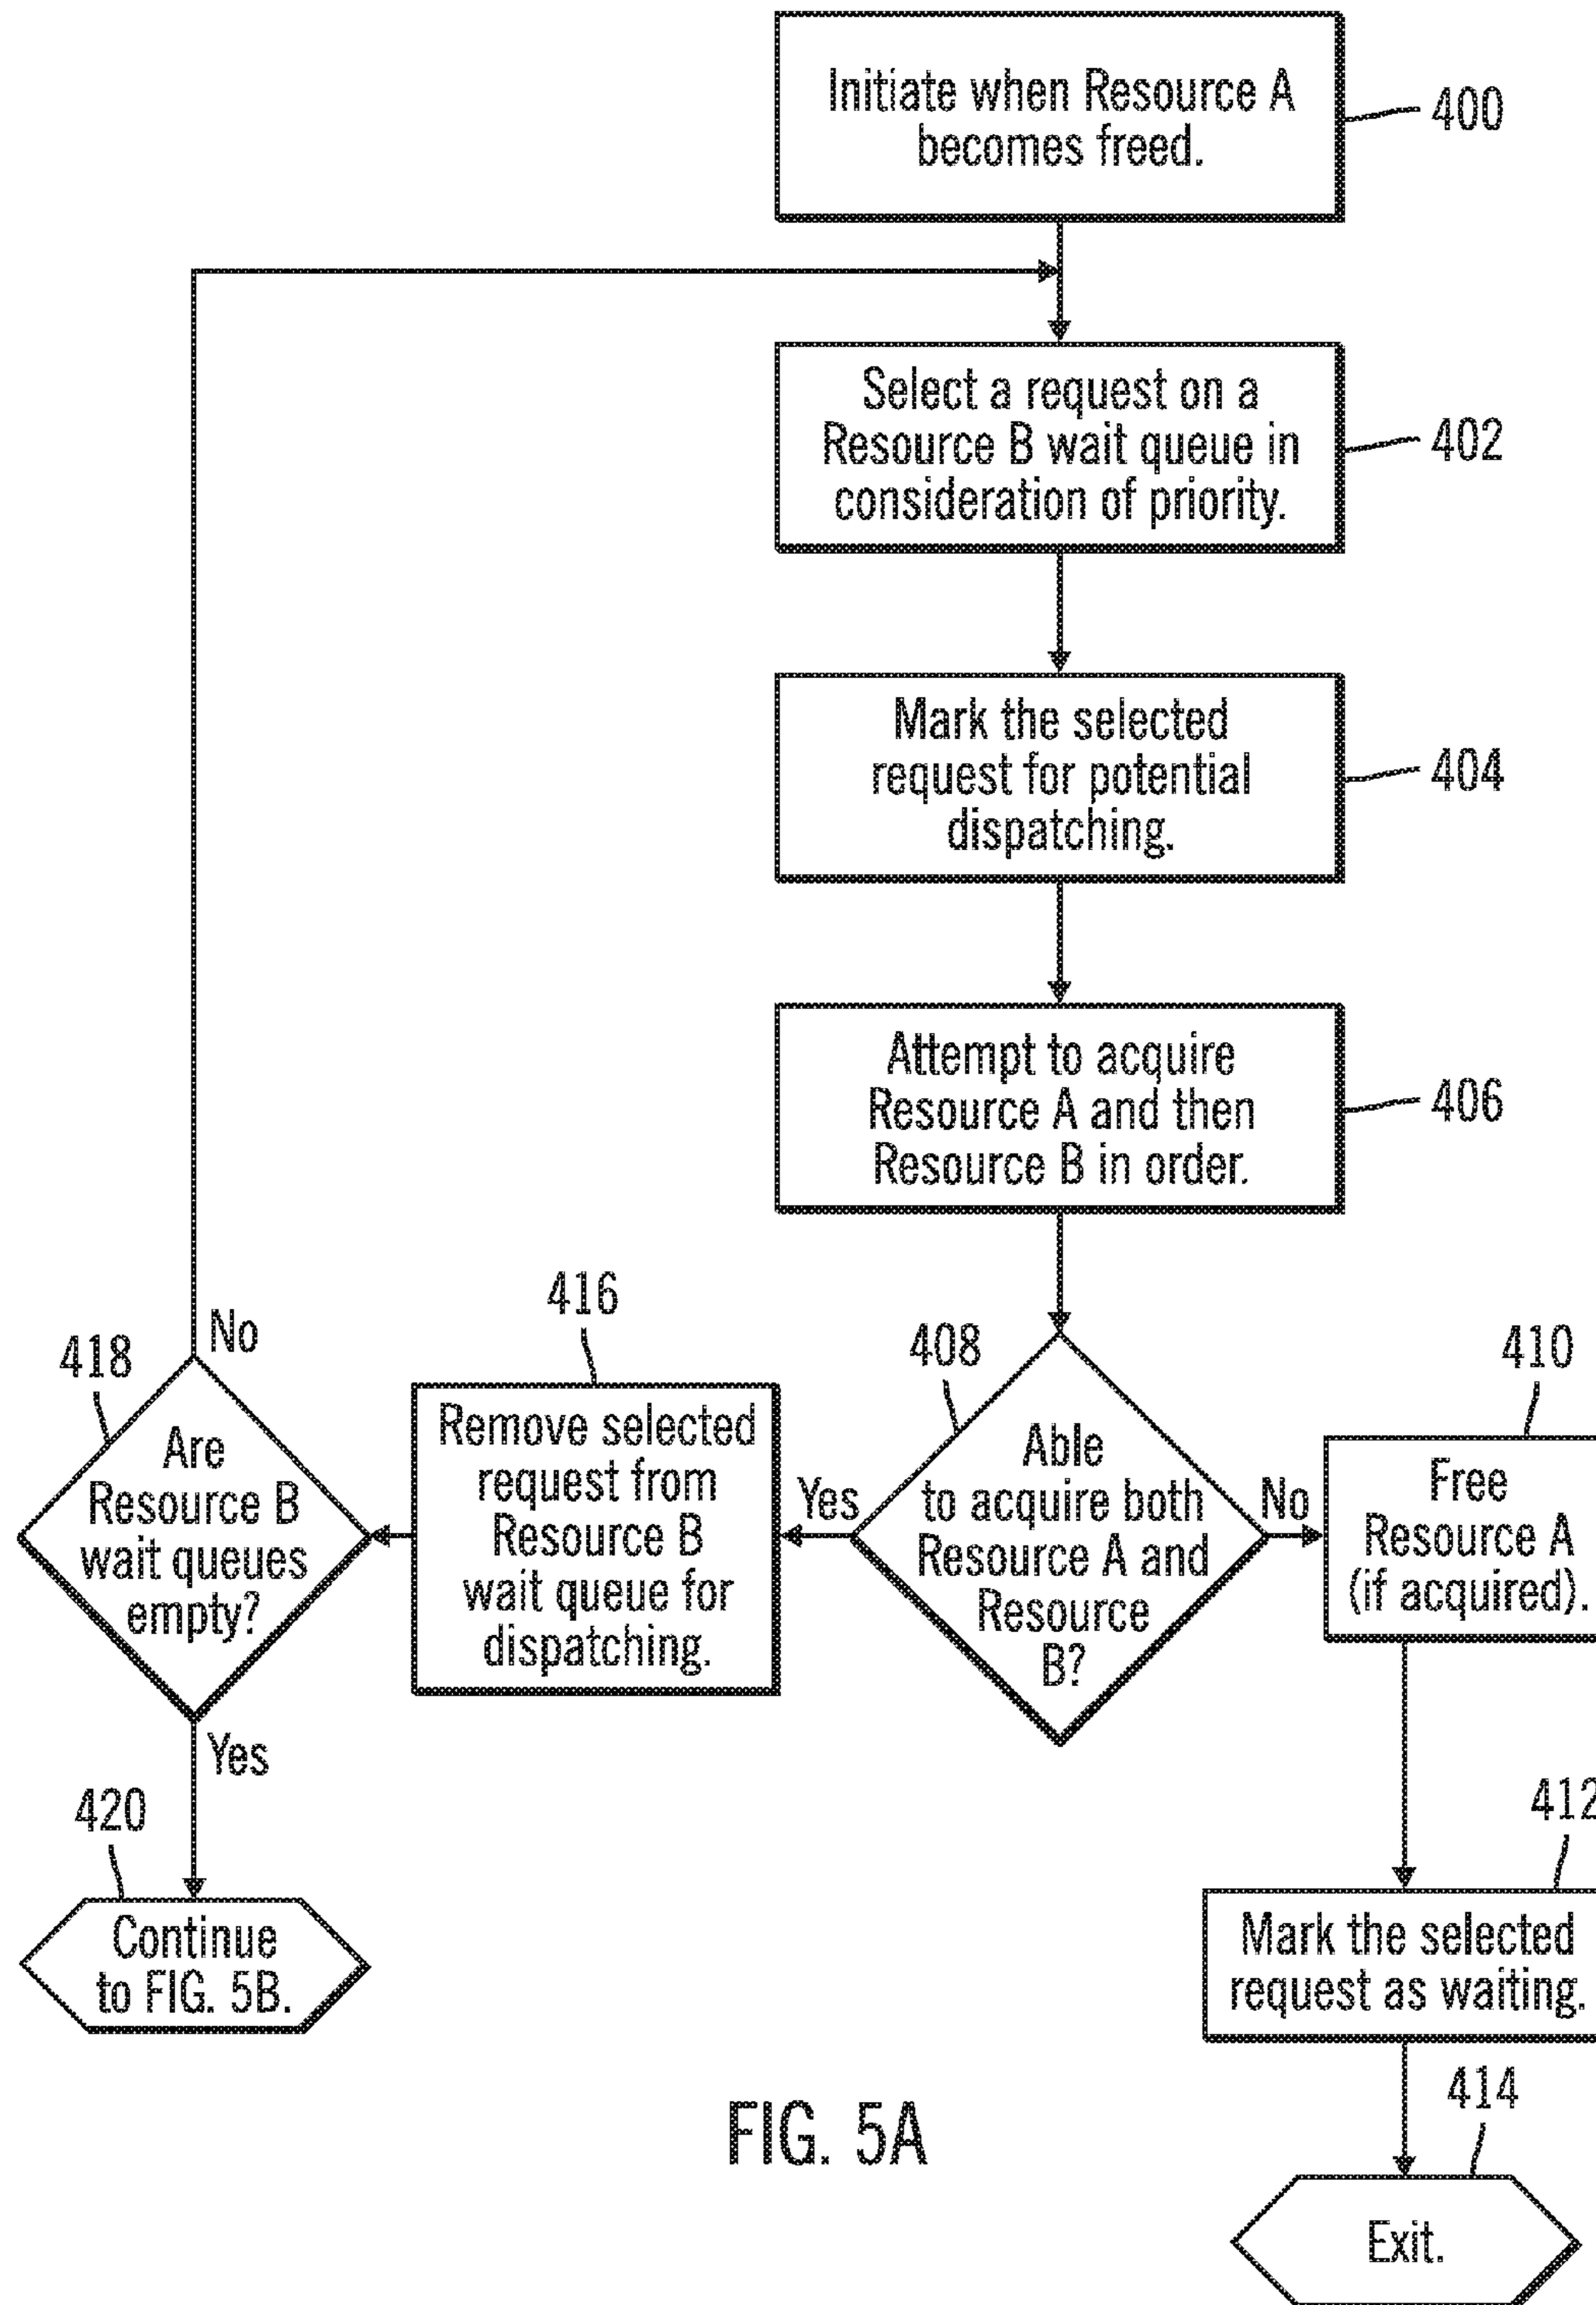 Initiate when Resource A
becomes freed.
400
Select a request on a
Resource B wait queue in
consideration of priority.
402
Mark the selected
request for potential
dispatching.
404
Attempt to acquire
Resource A and then
Resource B in order.
406
408
Able
to acquire both
Resource A and
Resource
B?
Yes
No
416
Remove selected
request from
Resource B
wait queue for
dispatching.
418
No
Are
Resource B
wait queues
empty?
Yes
420
Continue
to FIG. 5B.
410
Free
Resource A
(if acquired).
412
Mark the selected
request as waiting.
414
Exit.
FIG. 5A